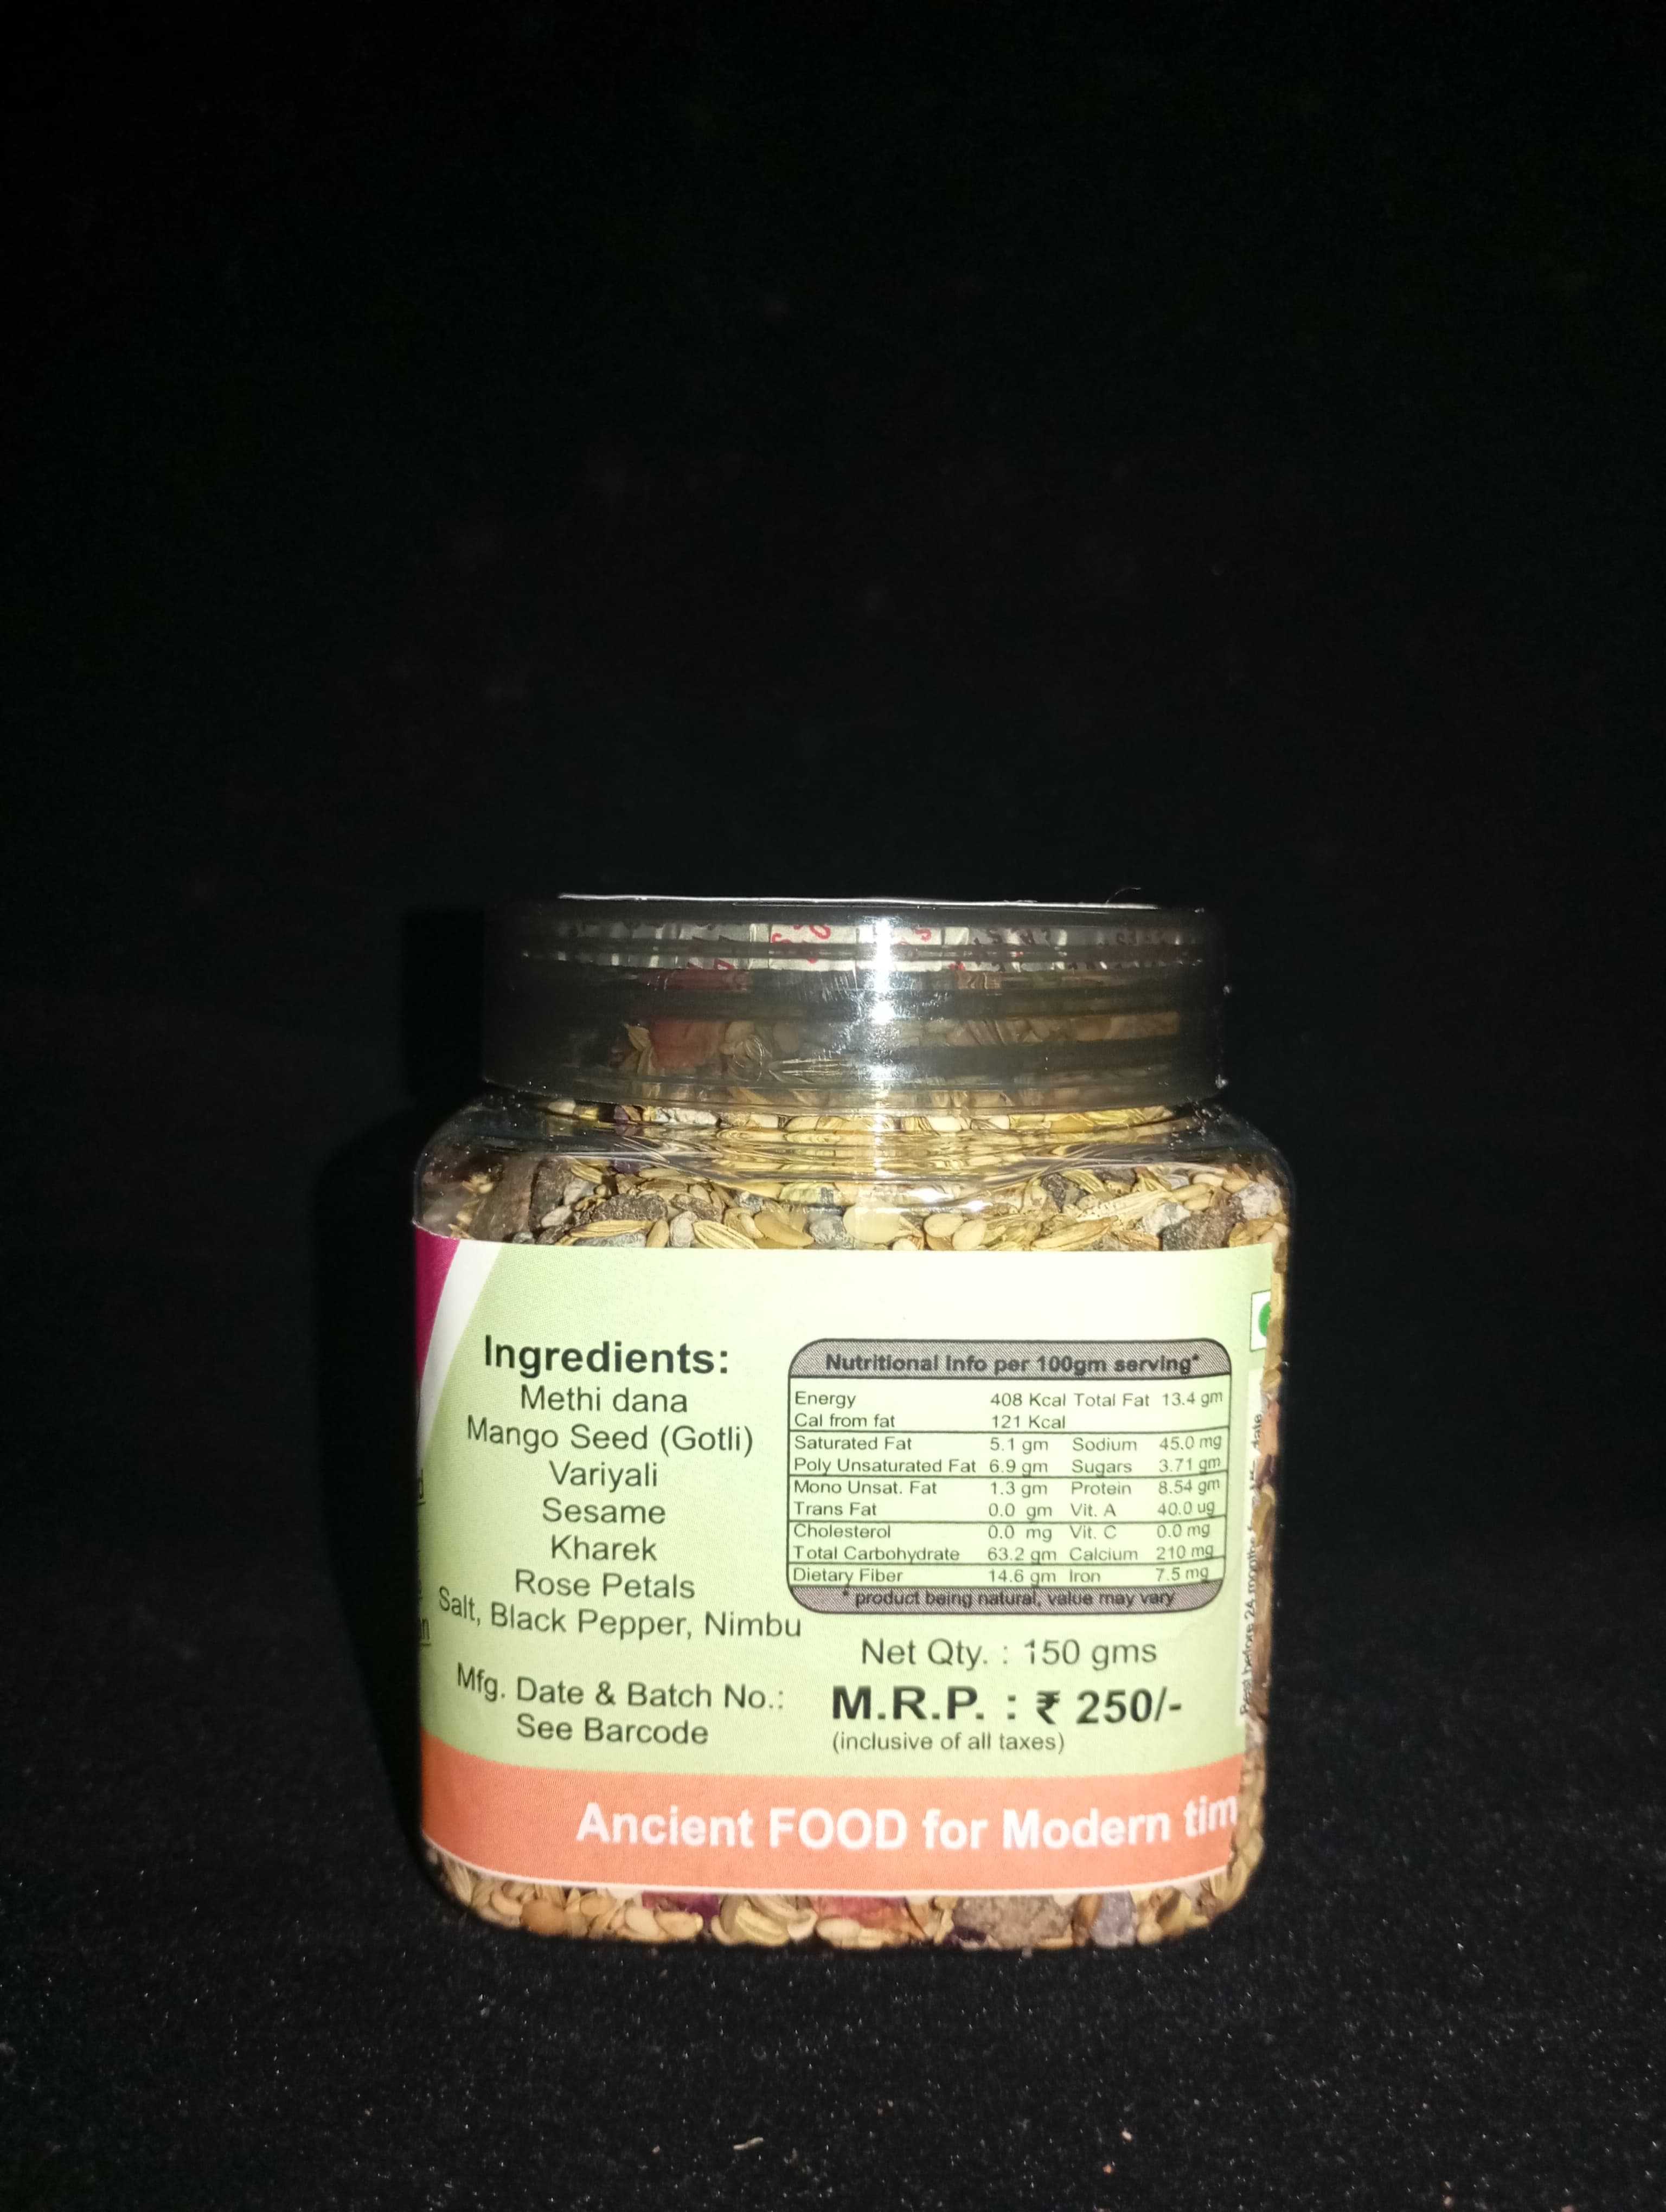 Ingredients:
Methi dana
Mango Seed (Gotli)
Variyali
Sesame
Kharek
Rose Petals
Salt, Black Pepper, Nimbu
Mfg. Date & Batch No.:
See Barcode
Nutritional Info per 100gm serving*
Energy 408 Kcal Total Fat 13.4 gm
Cal from fat 121 Kcal
Saturated Fat 5.1 gm Sodium 45.0 mg
Poly Unsaturated Fat 6.9 gm Sugars 3.71 gm
Mono Unsat. Fat 1.3 gm Protein 8.54 gm
Trans Fat 0.0 gm Vit. A 40.0 ug
Cholesterol 0.0 mg Vit. C 0.0 mg
Total Carbohydrate 63.2 gm Calcium 210 mg
Dietary Fiber 14.6 gm Iron 7.5 mg
* product being natural, value may vary
Net Qty. : 150 gms
M.R.P. : ₹ 250/-
(inclusive of all taxes)
Best before 24 months date
Ancient FOOD for Modern tim